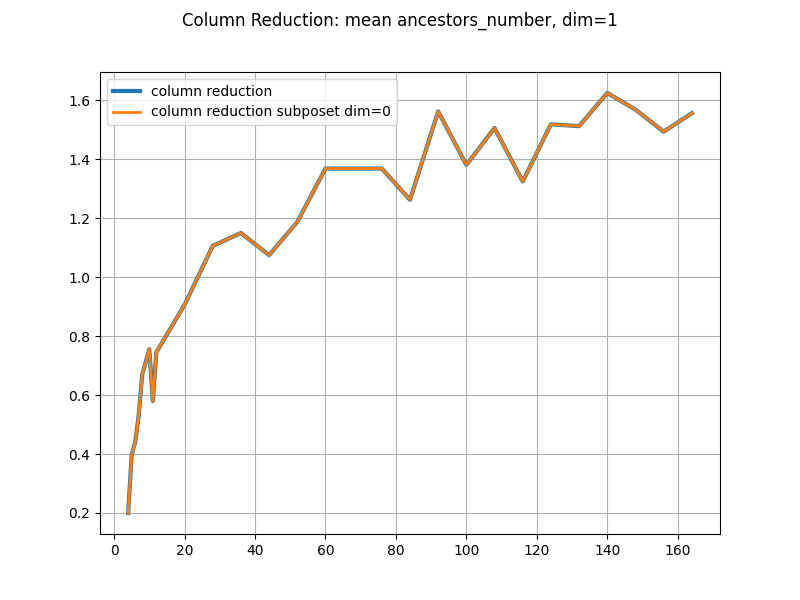 Column Reduction: mean ancestors_number, dim=1
column reduction
column reduction subposet dim=0
1.6
1.4
1.2
1.0
0.8
0.6
0.4
0.2
0 20 40 60 80 100 120 140 160